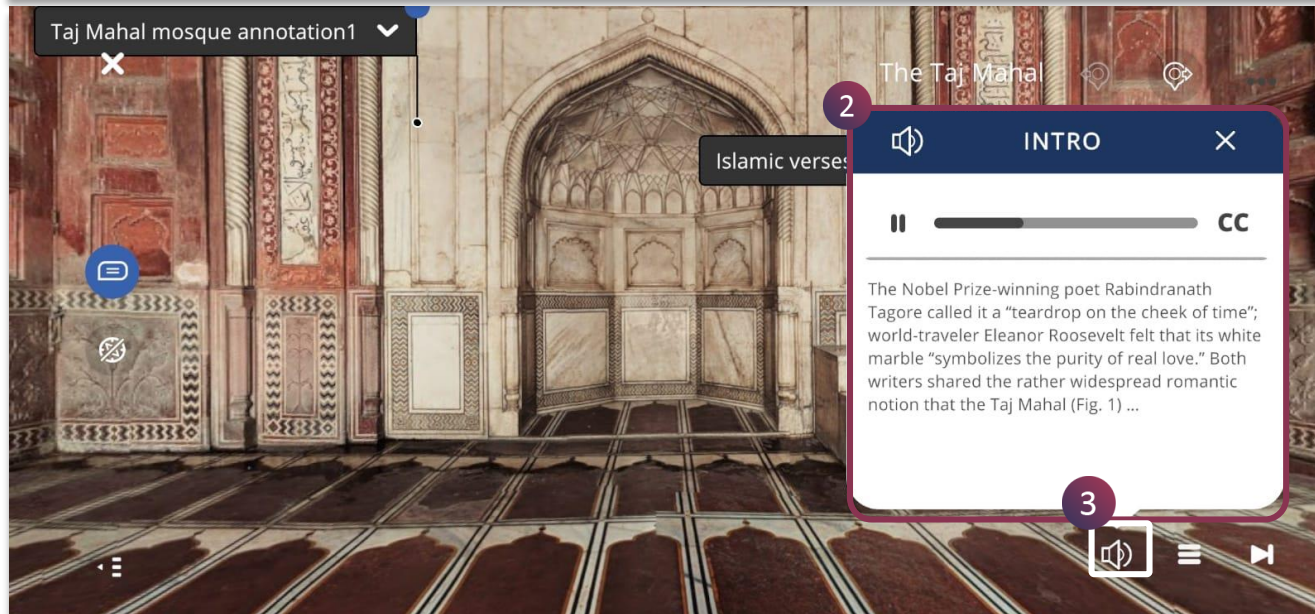 Taj Mahal mosque annotation1
The Taj Mahal
2
INTRO
Islamic verses
CC
The Nobel Prize-winning poet Rabindranath
Tagore called it a “teardrop on the cheek of time”;
world-traveler Eleanor Roosevelt felt that its white
marble “symbolizes the purity of real love.” Both
writers shared the rather widespread romantic
notion that the Taj Mahal (Fig. 1) ...
3